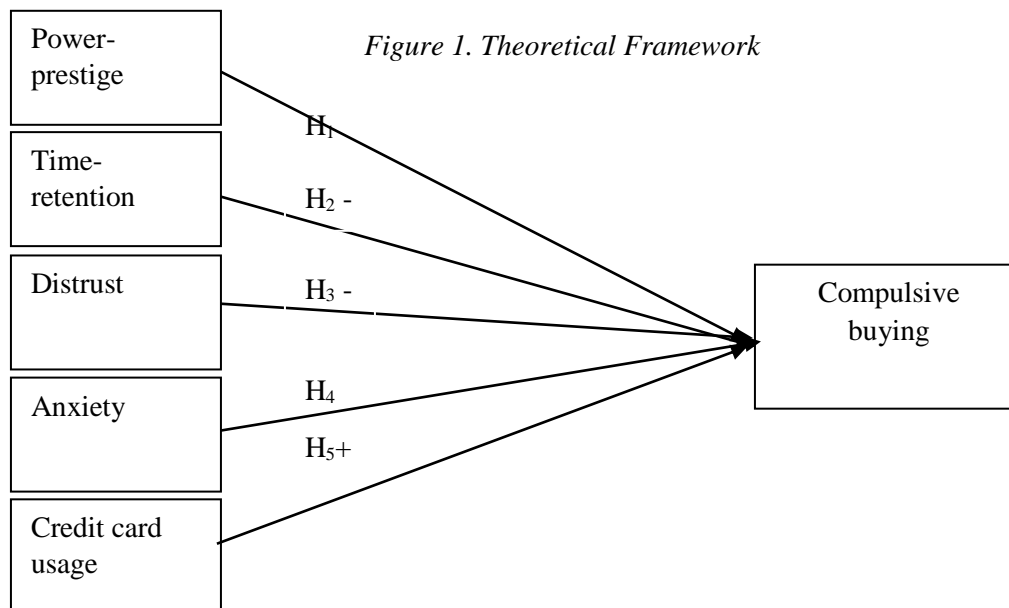 Power-
prestige
Figure 1. Theoretical Framework
H₁
Time-
retention
H₂ -
Distrust
H₃ -
Compulsive
buying
Anxiety
H₄
H₅+
Credit card
usage